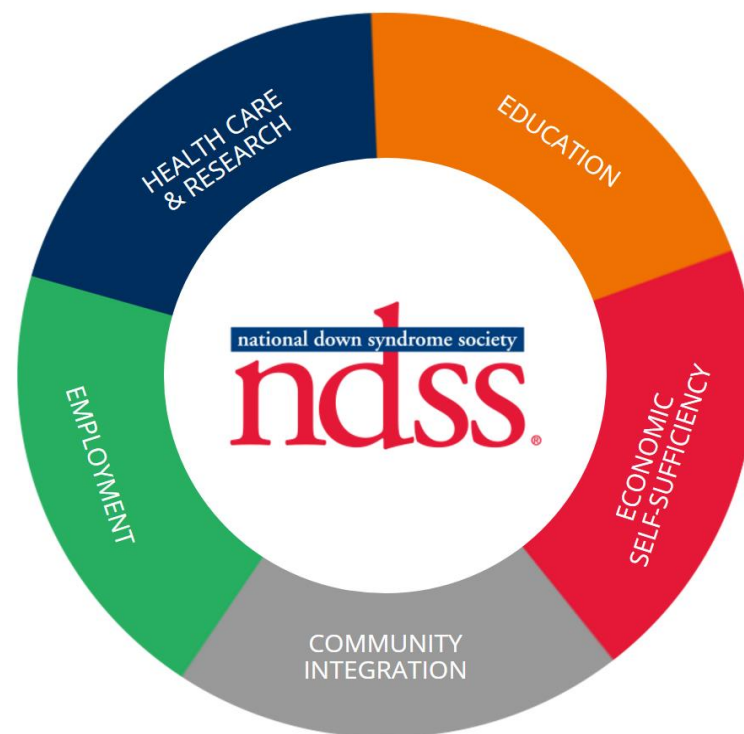 HEALTH CARE
& RESEARCH
EDUCATION
national down syndrome society
ndss®
EMPLOYMENT
ECONOMIC
SELF-SUFFICIENCY
COMMUNITY
INTEGRATION